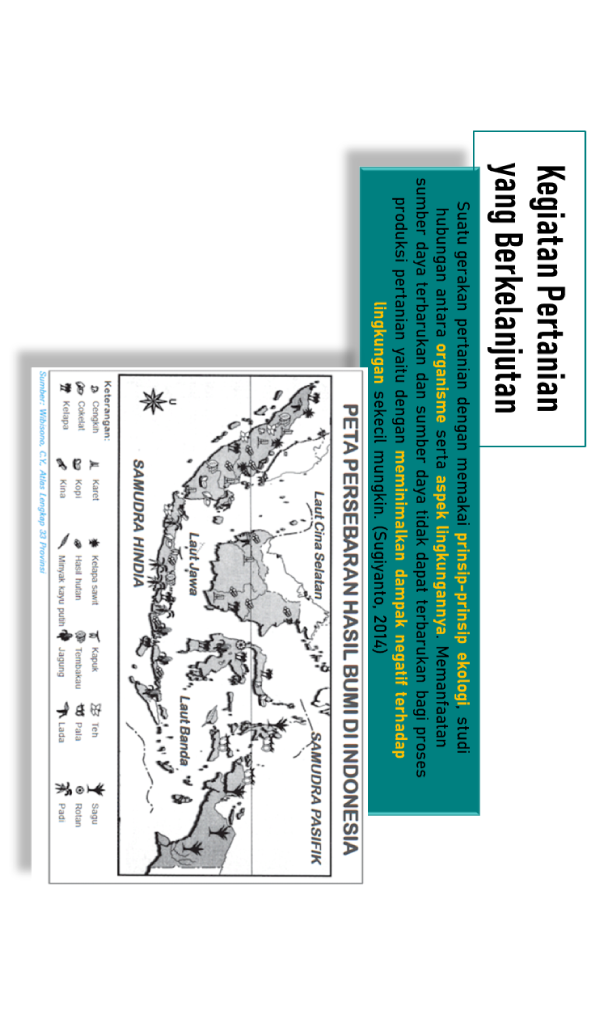 Kegiatan Pertanian
yang Berkelanjutan
Suatu gerakan pertanian dengan memakai prinsip-prinsip ekologi, studi
hubungan antara organisme serta aspek lingkungannya. Memanfaatan
sumber daya terbarukan dan sumber daya tidak dapat terbarukan bagi proses
produksi pertanian yaitu dengan meminimalkan dampak negatif terhadap
lingkungan sekecil mungkin. (Sugiyanto, 2014)
PETA PERSEBARAN HASIL BUMI DI INDONESIA
SAMUDRA PASIFIK
Laut Cina Selatan
Laut Jawa
Laut Banda
SAMUDRA HINDIA
U
Keterangan:
Cengkih Karet Kelapa sawit Kapuk Teh Sagu
Cokelat Kopi Hasil hutan Tembakau Pala Rotan
Kelapa Kina Minyak kayu putih Jagung Lada Padi
Sumber: Wibisono, C.Y., Atlas Lengkap 33 Provinsi